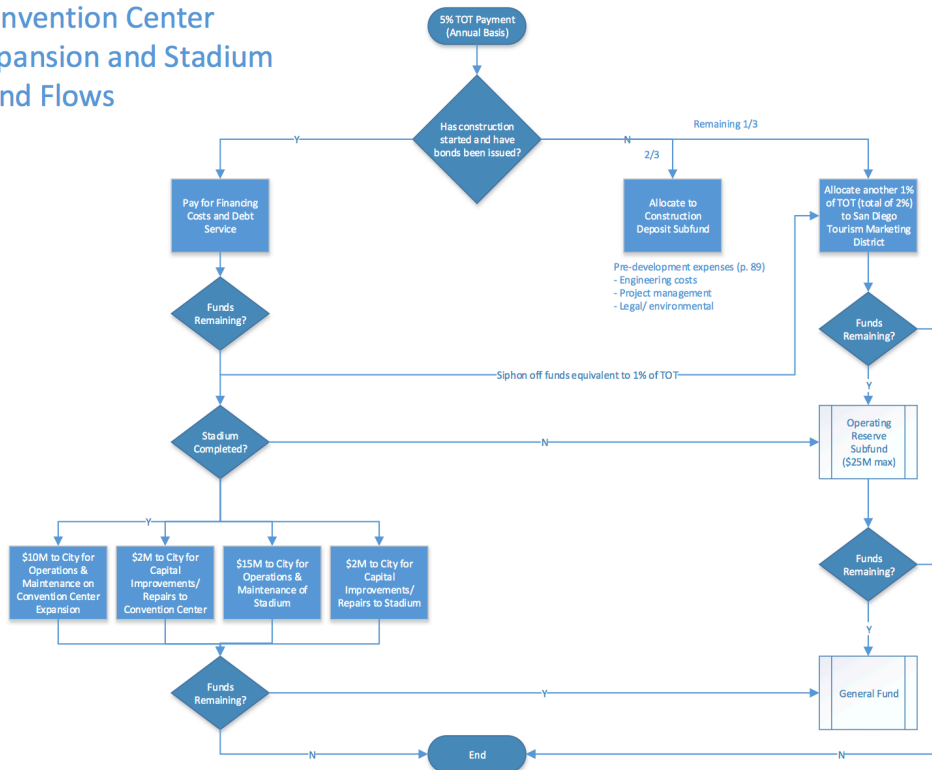 nvention Center
pansion and Stadium
nd Flows
5% TOT Payment
(Annual Basis)
Has construction
started and have
bonds been issued?
Y
N
Remaining 1/3
2/3
Pay for Financing
Costs and Debt
Service
Allocate to
Construction
Deposit Subfund
Allocate another 1%
of TOT (total of 2%)
to San Diego
Tourism Marketing
District
Pre-development expenses (p. 89)
- Engineering costs
- Project management
- Legal/ environmental
Funds
Remaining?
Funds
Remaining?
Siphon off funds equivalent to 1% of TOT
Y
Stadium
Completed?
N
Operating
Reserve
Subfund
($25M max)
Y
$10M to City for
Operations &
Maintenance on
Convention Center
Expansion
$2M to City for
Capital
Improvements/
Repairs to
Convention Center
$15M to City for
Operations &
Maintenance of
Stadium
$2M to City for
Capital
Improvements/
Repairs to Stadium
Funds
Remaining?
Y
Funds
Remaining?
Y
General Fund
N
End
N